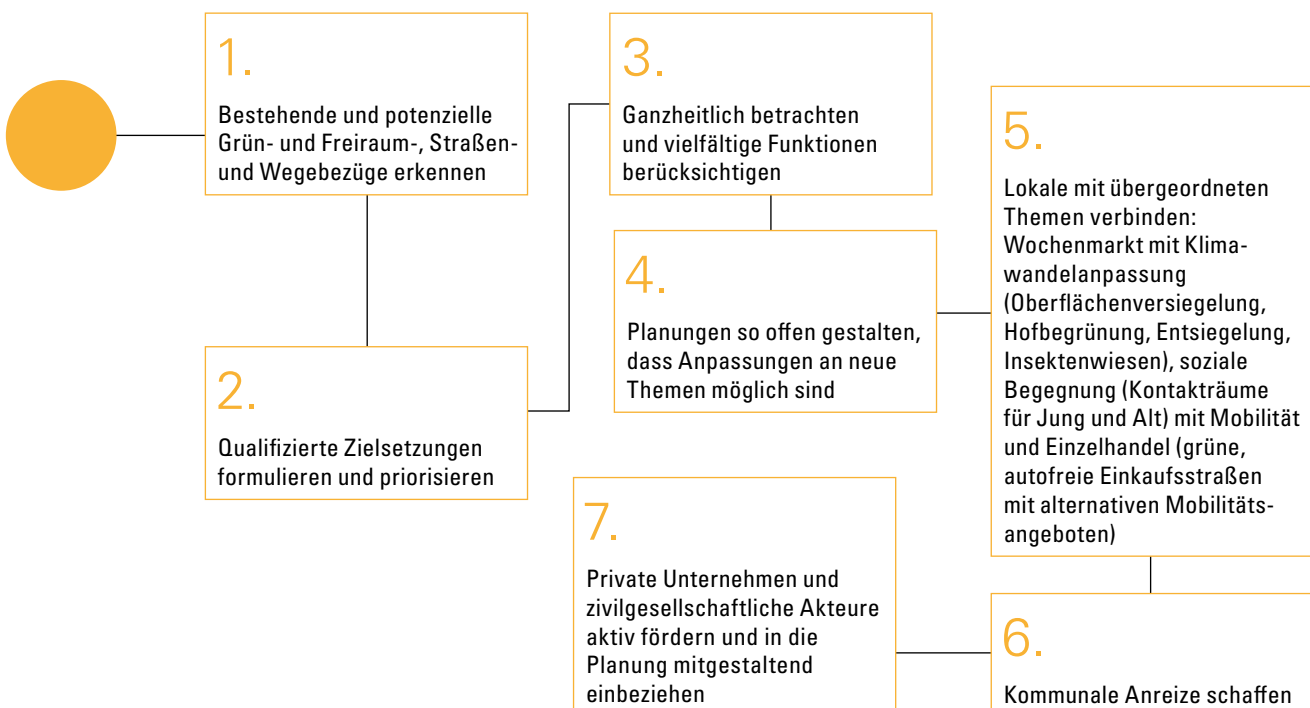 1.
Bestehende und potenzielle
Grün- und Freiraum-, Straßen-
und Wegebezüge erkennen
2.
Qualifizierte Zielsetzungen
formulieren und priorisieren
3.
Ganzheitlich betrachten
und vielfältige Funktionen
berücksichtigen
4.
Planungen so offen gestalten,
dass Anpassungen an neue
Themen möglich sind
5.
Lokale mit übergeordneten
Themen verbinden:
Wochenmarkt mit Klima-
wandelanpassung
(Oberflächenversiegelung,
Hofbegrünung, Entsiegelung,
Insektenwiesen), soziale
Begegnung (Kontakträume
für Jung und Alt) mit Mobilität
und Einzelhandel (grüne,
autofreie Einkaufsstraßen
mit alternativen Mobilitäts-
angeboten)
6.
Kommunale Anreize schaffen
7.
Private Unternehmen und
zivilgesellschaftliche Akteure
aktiv fördern und in die
Planung mitgestaltend
einbeziehen